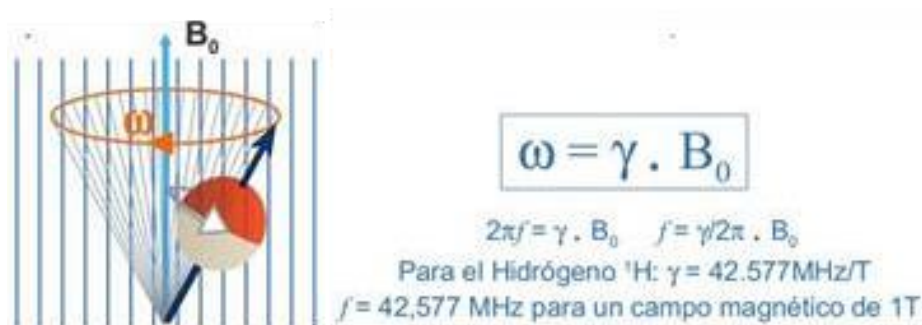 B₀
ω
ω = γ . B₀
2πf = γ . B₀ f = γ/2π . B₀
Para el Hidrógeno ¹H: γ = 42.577MHz/T
f = 42,577 MHz para un campo magnético de 1T